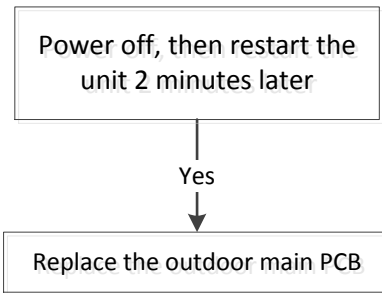 Power off, then restart the
unit 2 minutes later
Yes
Replace the outdoor main PCB